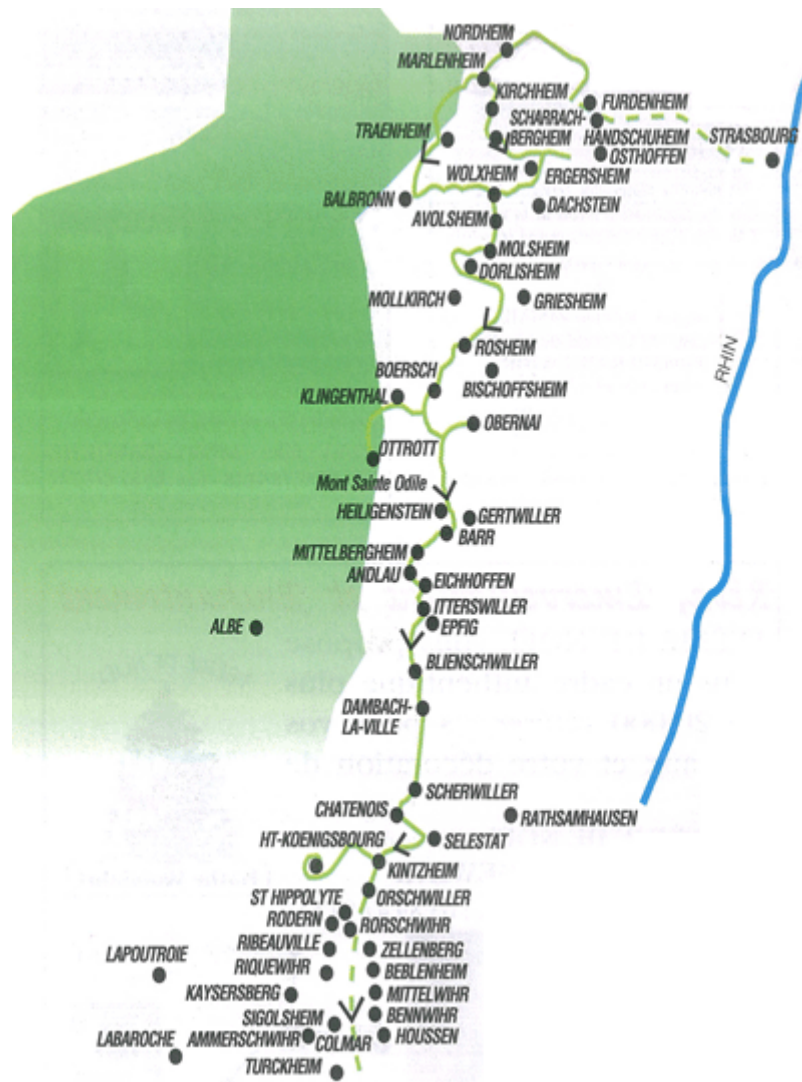 NORDHEIM
MARLENHEIM
KIRCHHEIM
FURDENHEIM
SCHARRACH-
BERGHEIM
TRAENHEIM
HANDSCHUHEIM
STRASBOURG
OSTHOFFEN
WOLXHEIM
ERGERSHEIM
BALBRONN
DACHSTEIN
AVOLSHEIM
MOLSHEIM
DORLISHEIM
MOLLKIRCH
GRIESHEIM
ROSHEIM
RHIN
BOERSCH
BISCHOFFSHEIM
KLINGENTHAL
OBERNAI
OTTROTT
Mont Sainte Odile
HEILIGENSTEIN
GERTWILLER
BARR
MITTELBERGHEIM
ANDLAU
EICHHOFFEN
ITTERSWILLER
EPFIG
ALBE
BLIENSCHWILLER
DAMBACH-
LA-VILLE
SCHERWILLER
CHATENOIS
RATHSAMHAUSEN
HT-KOENIGSBOURG
SELESTAT
KINTZHEIM
ORSCHWILLER
ST HIPPOLYTE
RODERN
RORSCHWIHR
RIBEAUVILLE
ZELLENBERG
LAPOUTROIE
RIQUEWIHR
BEBLENHEIM
KAYSERSBERG
MITTELWIHR
SIGOLSHEIM
BENNWIHR
LABAROCHE
AMMERSCHWIHR
COLMAR
HOUSSEN
TURCKHEIM